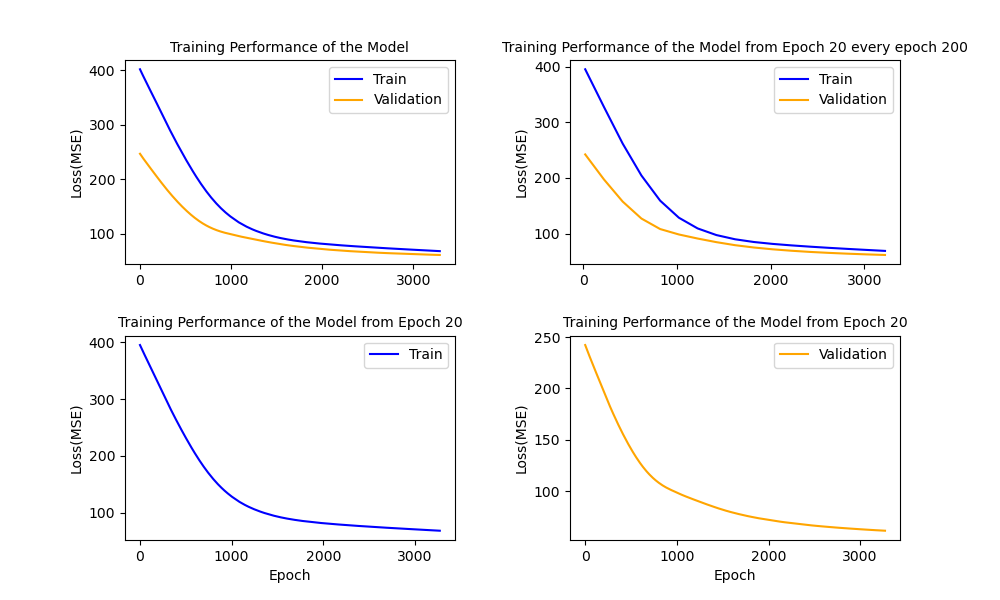 Training Performance of the Model
400
300
200
100
0
1000
2000
3000
Loss(MSE)
Train
Validation
Training Performance of the Model from Epoch 20 every epoch 200
400
300
200
100
0
1000
2000
3000
Loss(MSE)
Train
Validation
Training Performance of the Model from Epoch 20
400
300
200
100
0
1000
2000
3000
Loss(MSE)
Epoch
Train
Training Performance of the Model from Epoch 20
250
200
150
100
0
1000
2000
3000
Loss(MSE)
Epoch
Validation